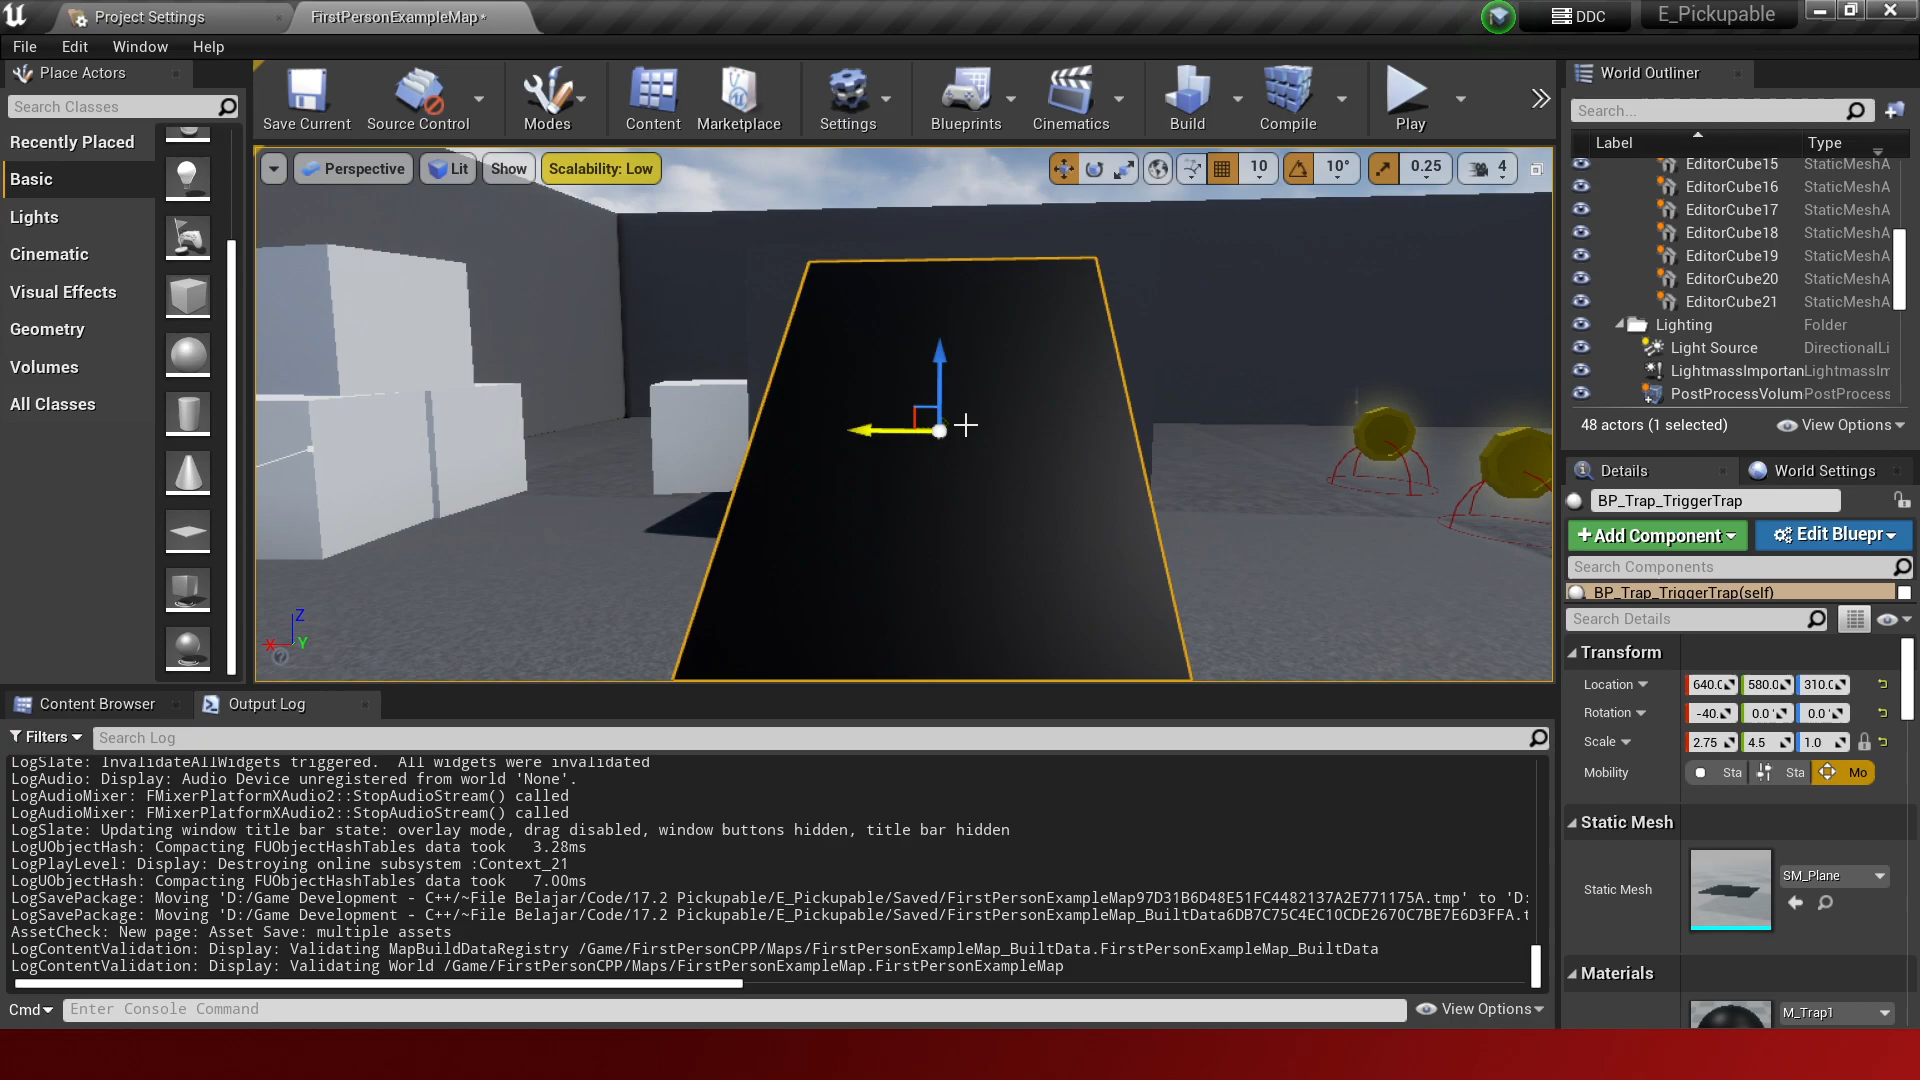 Project Settings
FirstPersonExampleMap*
DDC
E_Pickupable
File
Edit
Window
Help
Place Actors
Search Classes
Recently Placed
Basic
Lights
Cinematic
Visual Effects
Geometry
Volumes
All Classes
Save Current
Source Control
Modes
Content
Marketplace
Settings
Blueprints
Cinematics
Build
Compile
Play
Perspective
Lit
Show
Scalability: Low
10
10°
0.25
4
Z
X
Y
World Outliner
Search...
Label
Type
EditorCube15 StaticMeshA
EditorCube16 StaticMeshA
EditorCube17 StaticMeshA
EditorCube18 StaticMeshA
EditorCube19 StaticMeshA
EditorCube20 StaticMeshA
EditorCube21 StaticMeshA
Lighting Folder
Light Source DirectionalLi
LightmassImportan LightmassIm
PostProcessVolum PostProcess
48 actors (1 selected)
View Options
Details
World Settings
BP_Trap_TriggerTrap
+Add Component
Edit Bluepr
Search Components
BP_Trap_TriggerTrap(self)
Search Details
Transform
Location 640.0 580.0 310.0
Rotation -40. 0.0 ° 0.0 °
Scale 2.75 4.5 1.0
Mobility Sta Sta Mo
Static Mesh
Static Mesh
SM_Plane
Materials
M_Trap1
Content Browser
Output Log
Filters
Search Log
LogSlate: InvalidateAllWidgets triggered.  All widgets were invalidated
LogAudio: Display: Audio Device unregistered from world 'None'.
LogAudioMixer: FMixerPlatformXAudio2::StopAudioStream() called
LogAudioMixer: FMixerPlatformXAudio2::StopAudioStream() called
LogSlate: Updating window title bar state: overlay mode, drag disabled, window buttons hidden, title bar hidden
LogUObjectHash: Compacting FUObjectHashTables data took   3.28ms
LogPlayLevel: Display: Destroying online subsystem :Context_21
LogUObjectHash: Compacting FUObjectHashTables data took   7.00ms
LogSavePackage: Moving 'D:/Game Development - C++/~File Belajar/Code/17.2 Pickupable/E_Pickupable/Saved/FirstPersonExampleMap97D31B6D48E51FC4482137A2E771175A.tmp' to 'D:
LogSavePackage: Moving 'D:/Game Development - C++/~File Belajar/Code/17.2 Pickupable/E_Pickupable/Saved/FirstPersonExampleMap_BuiltData6DB7C75C4EC10CDE2670C7BE7E6D3FFA.t
AssetCheck: New page: Asset Save: multiple assets
LogContentValidation: Display: Validating MapBuildDataRegistry /Game/FirstPersonCPP/Maps/FirstPersonExampleMap_BuiltData.FirstPersonExampleMap_BuiltData
LogContentValidation: Display: Validating World /Game/FirstPersonCPP/Maps/FirstPersonExampleMap.FirstPersonExampleMap
Cmd
Enter Console Command
View Options